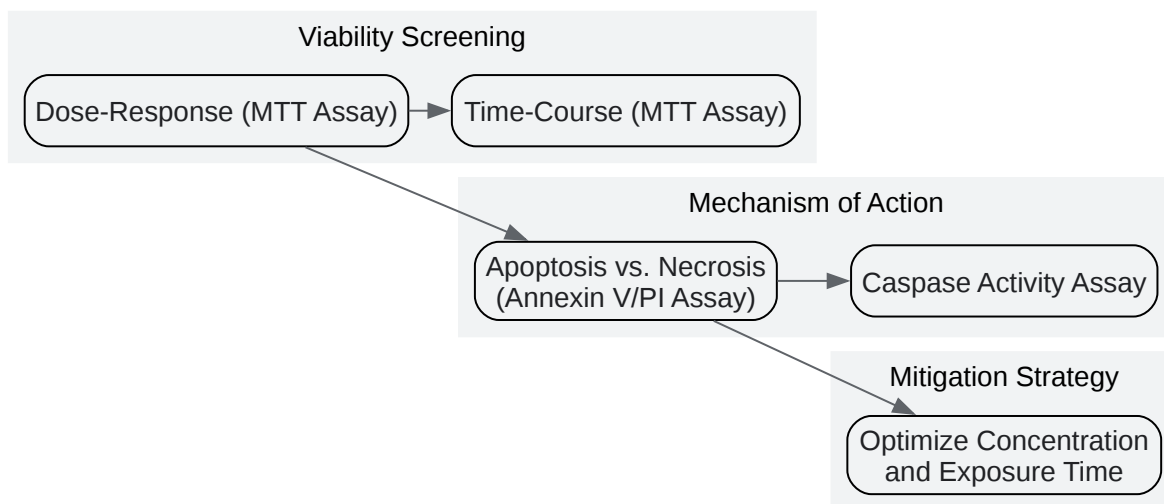 Viability Screening
Dose-Response (MTT Assay)
Time-Course (MTT Assay)
Mechanism of Action
Apoptosis vs. Necrosis
(Annexin V/PI Assay)
Caspase Activity Assay
Mitigation Strategy
Optimize Concentration
and Exposure Time